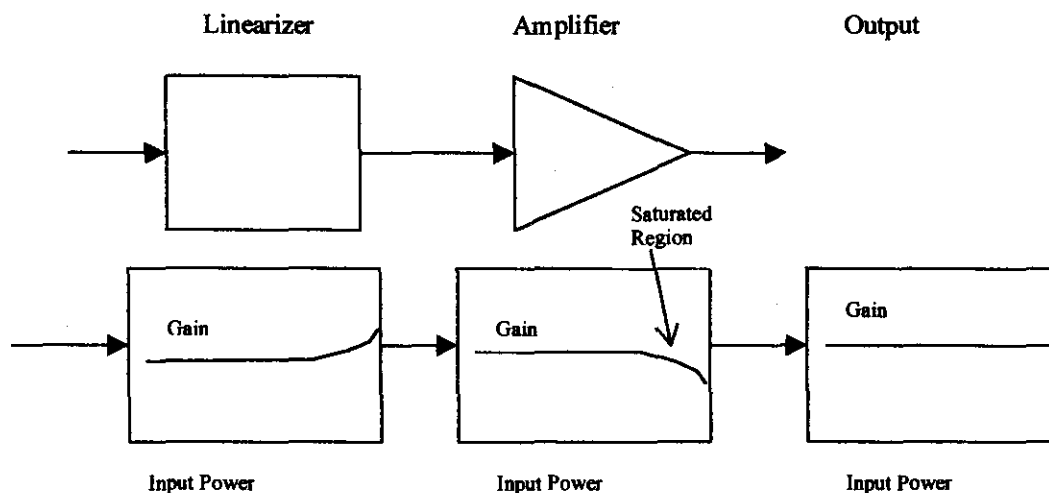 Linearizer
Amplifier
Output
Saturated
Region
Gain
Gain
Gain
Input Power
Input Power
Input Power